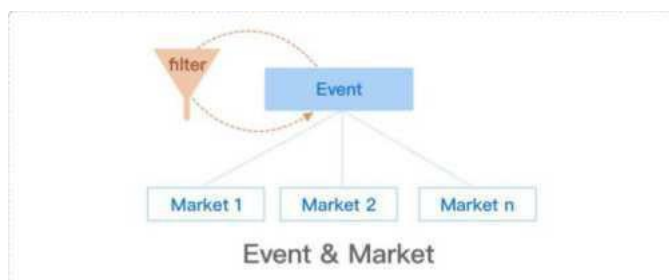 filter
Event
Market 1
Market 2
Market n
Event & Market